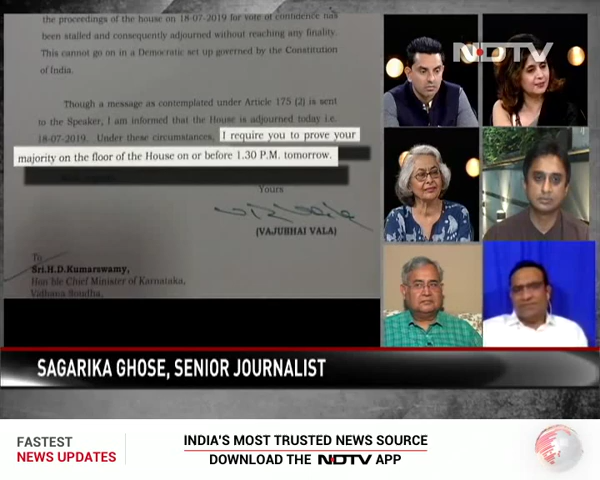 the proceedings of the house on 18-07-2019 for vote of confidence has
been stalled and consequently adjourned without reaching any finality.
This cannot go on in a Democratic set up governed by the Constitution
of India.
Though a message as contemplated under Article 175 (2) is sent
to the Speaker, I am informed that the House is adjourned today i.e.
18-07-2019. Under these circumstances, I require you to prove your
majority on the floor of the House on or before 1.30 P.M. tomorrow.
Yours
(VAJUBHAI VALA)
To
Sri.H.D.Kumarswamy,
Hon'ble Chief Minister of Karnataka,
Vidhana Soudha,
NDTV
SAGARIKA GHOSE, SENIOR JOURNALIST
FASTEST
NEWS UPDATES
INDIA'S MOST TRUSTED NEWS SOURCE
DOWNLOAD THE NDTV APP